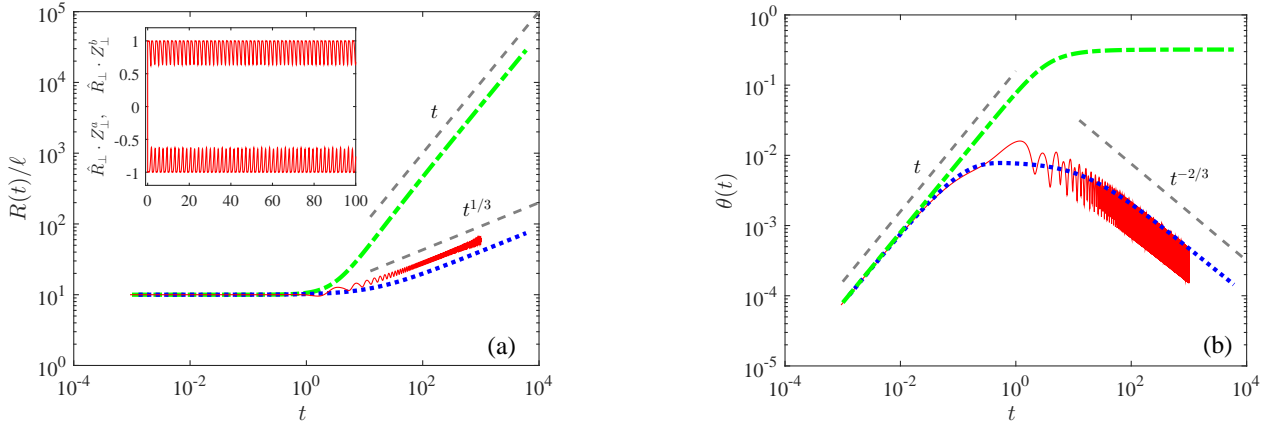 10^5
10^4
10^3
10^2
10^1
10^0
R(t)/ℓ
10^-4
10^-2
10^0
10^2
10^4
t
1
0.5
0
-0.5
-1
R̂⊥ · Z⊥^a, R̂⊥ · Z⊥^b
0 20 40 60 80 100
t
t^1/3
(a)
10^0
10^-1
10^-2
10^-3
10^-4
10^-5
θ(t)
10^-4
10^-2
10^0
10^2
10^4
t
t
t^-2/3
(b)